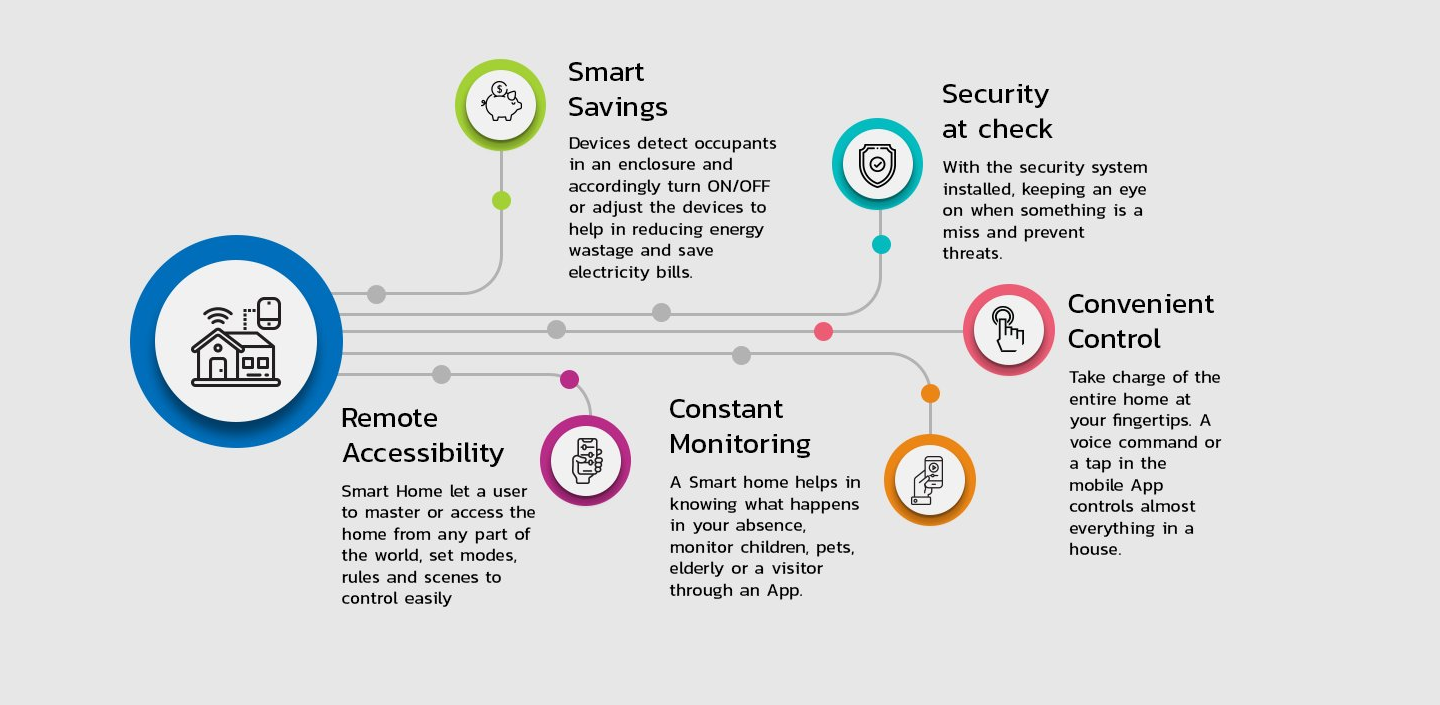 Smart
Savings
Devices detect occupants
in an enclosure and
accordingly turn ON/OFF
or adjust the devices to
help in reducing energy
wastage and save
electricity bills.
Security
at check
With the security system
installed, keeping an eye
on when something is a
miss and prevent
threats.
Convenient
Control
Take charge of the
entire home at
your fingertips. A
voice command or
a tap in the
mobile App
controls almost
everything in a
house.
Remote
Accessibility
Smart Home let a user
to master or access the
home from any part of
the world, set modes,
rules and scenes to
control easily
Constant
Monitoring
A Smart home helps in
knowing what happens
in your absence,
monitor children, pets,
elderly or a visitor
through an App.